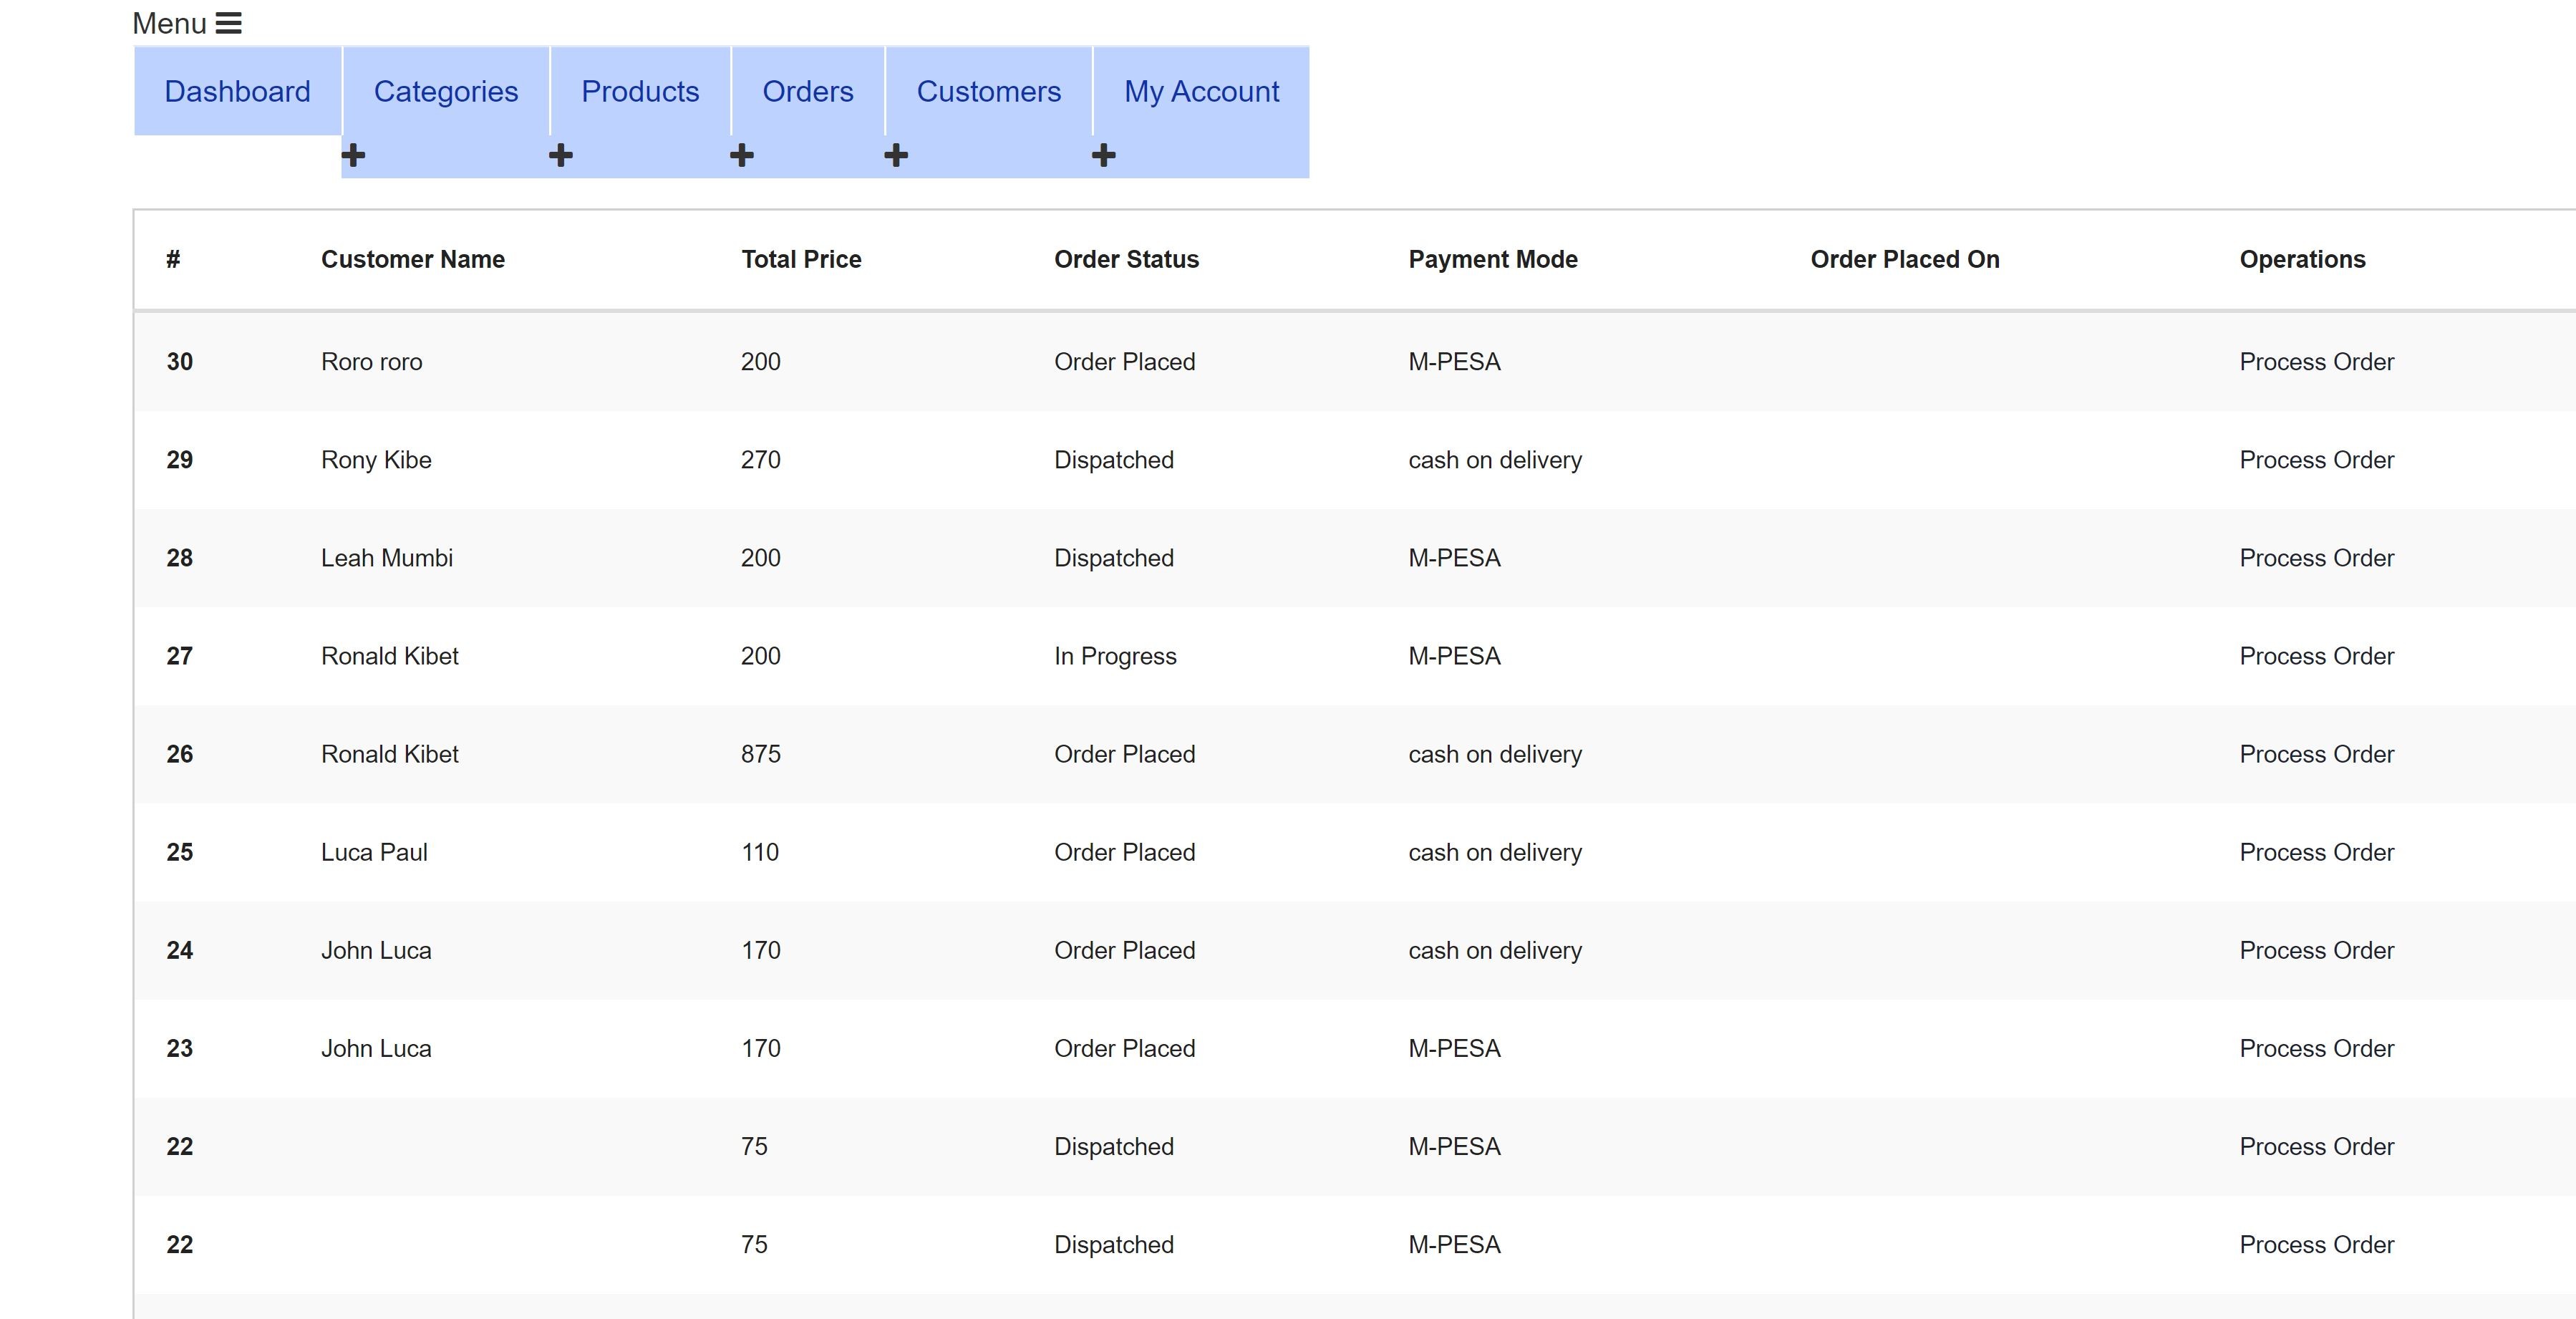 Menu
Dashboard Categories Products Orders Customers My Account
# Customer Name Total Price Order Status Payment Mode Order Placed On Operations
30 Roro roro 200 Order Placed M-PESA Process Order
29 Rony Kibe 270 Dispatched cash on delivery Process Order
28 Leah Mumbi 200 Dispatched M-PESA Process Order
27 Ronald Kibet 200 In Progress M-PESA Process Order
26 Ronald Kibet 875 Order Placed cash on delivery Process Order
25 Luca Paul 110 Order Placed cash on delivery Process Order
24 John Luca 170 Order Placed cash on delivery Process Order
23 John Luca 170 Order Placed M-PESA Process Order
22 75 Dispatched M-PESA Process Order
22 75 Dispatched M-PESA Process Order